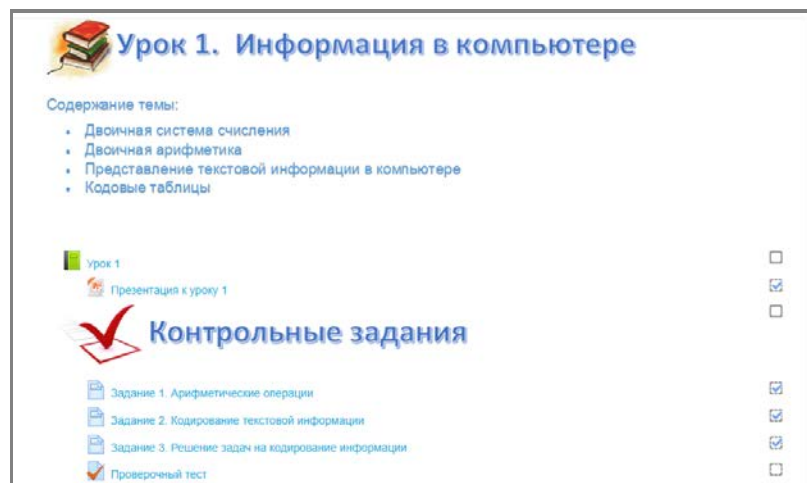 Урок 1. Информация в компьютере
Содержание темы:
Двоичная система счисления
Двоичная арифметика
Представление текстовой информации в компьютере
Кодовые таблицы
Урок 1
Презентация к уроку 1
Контрольные задания
Задание 1. Арифметические операции
Задание 2. Кодирование текстовой информации
Задание 3. Решение задач на кодирование информации
Проверочный тест